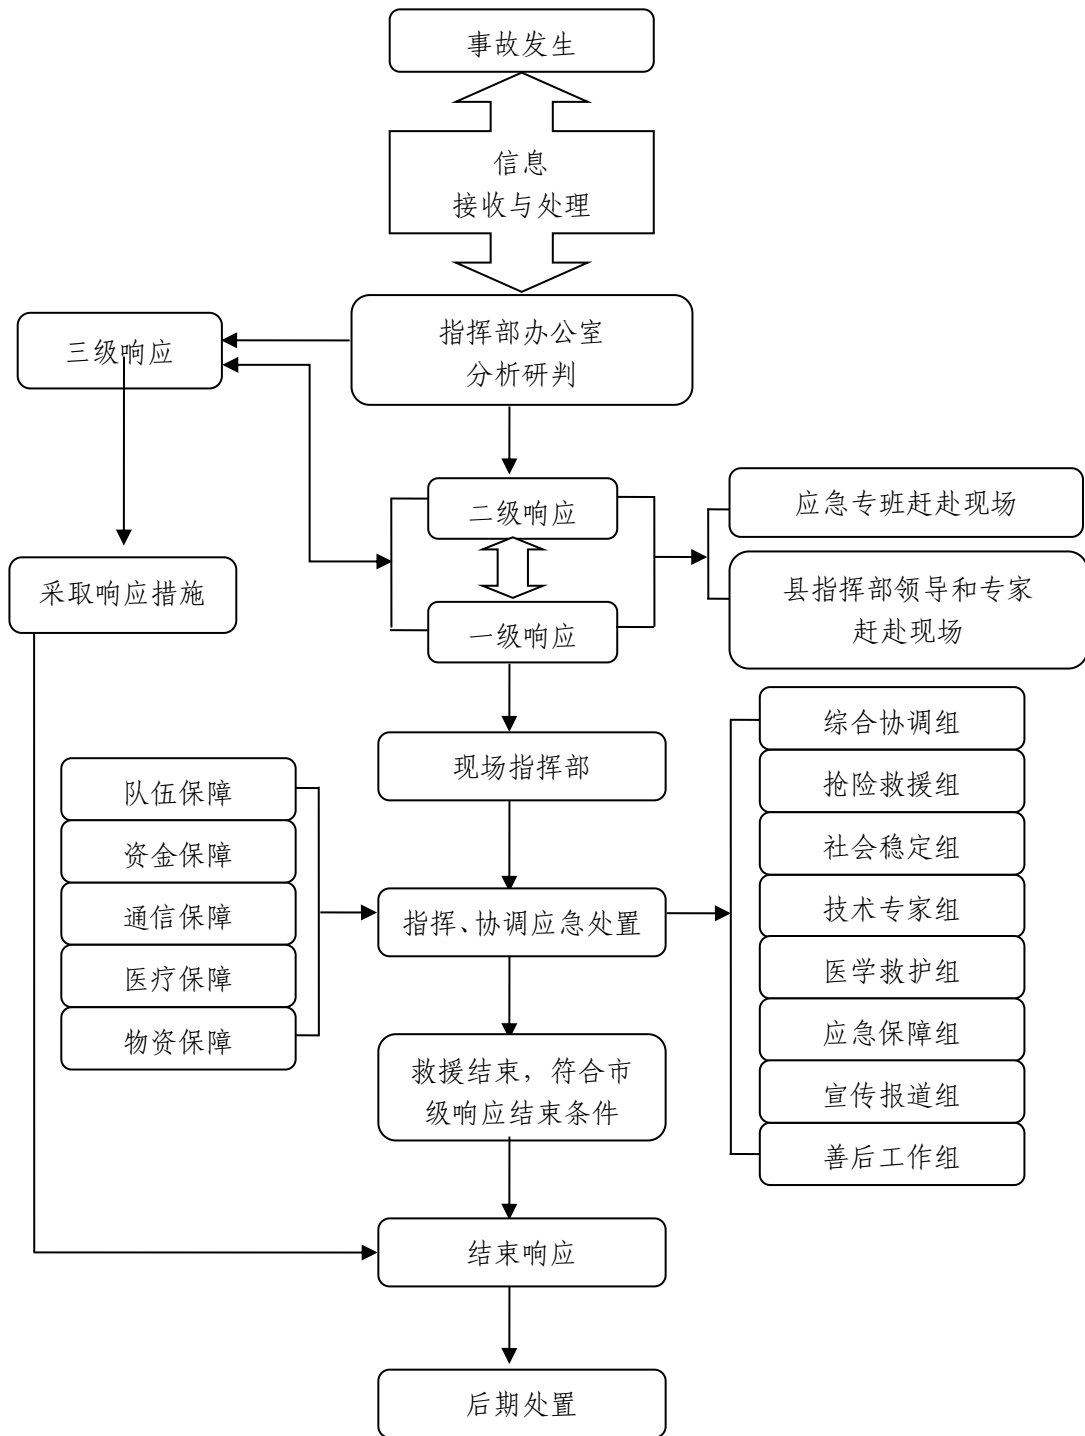 事故发生
信息
接收与处理
指挥部办公室
分析研判
三级响应
二级响应
应急专班赶赴现场
采取响应措施
县指挥部领导和专家
赶赴现场
一级响应
综合协调组
现场指挥部
队伍保障
抢险救援组
资金保障
社会稳定组
通信保障
指挥、协调应急处置
技术专家组
医疗保障
医学救护组
物资保障
应急保障组
救援结束，符合市
级响应结束条件
宣传报道组
善后工作组
结束响应
后期处置